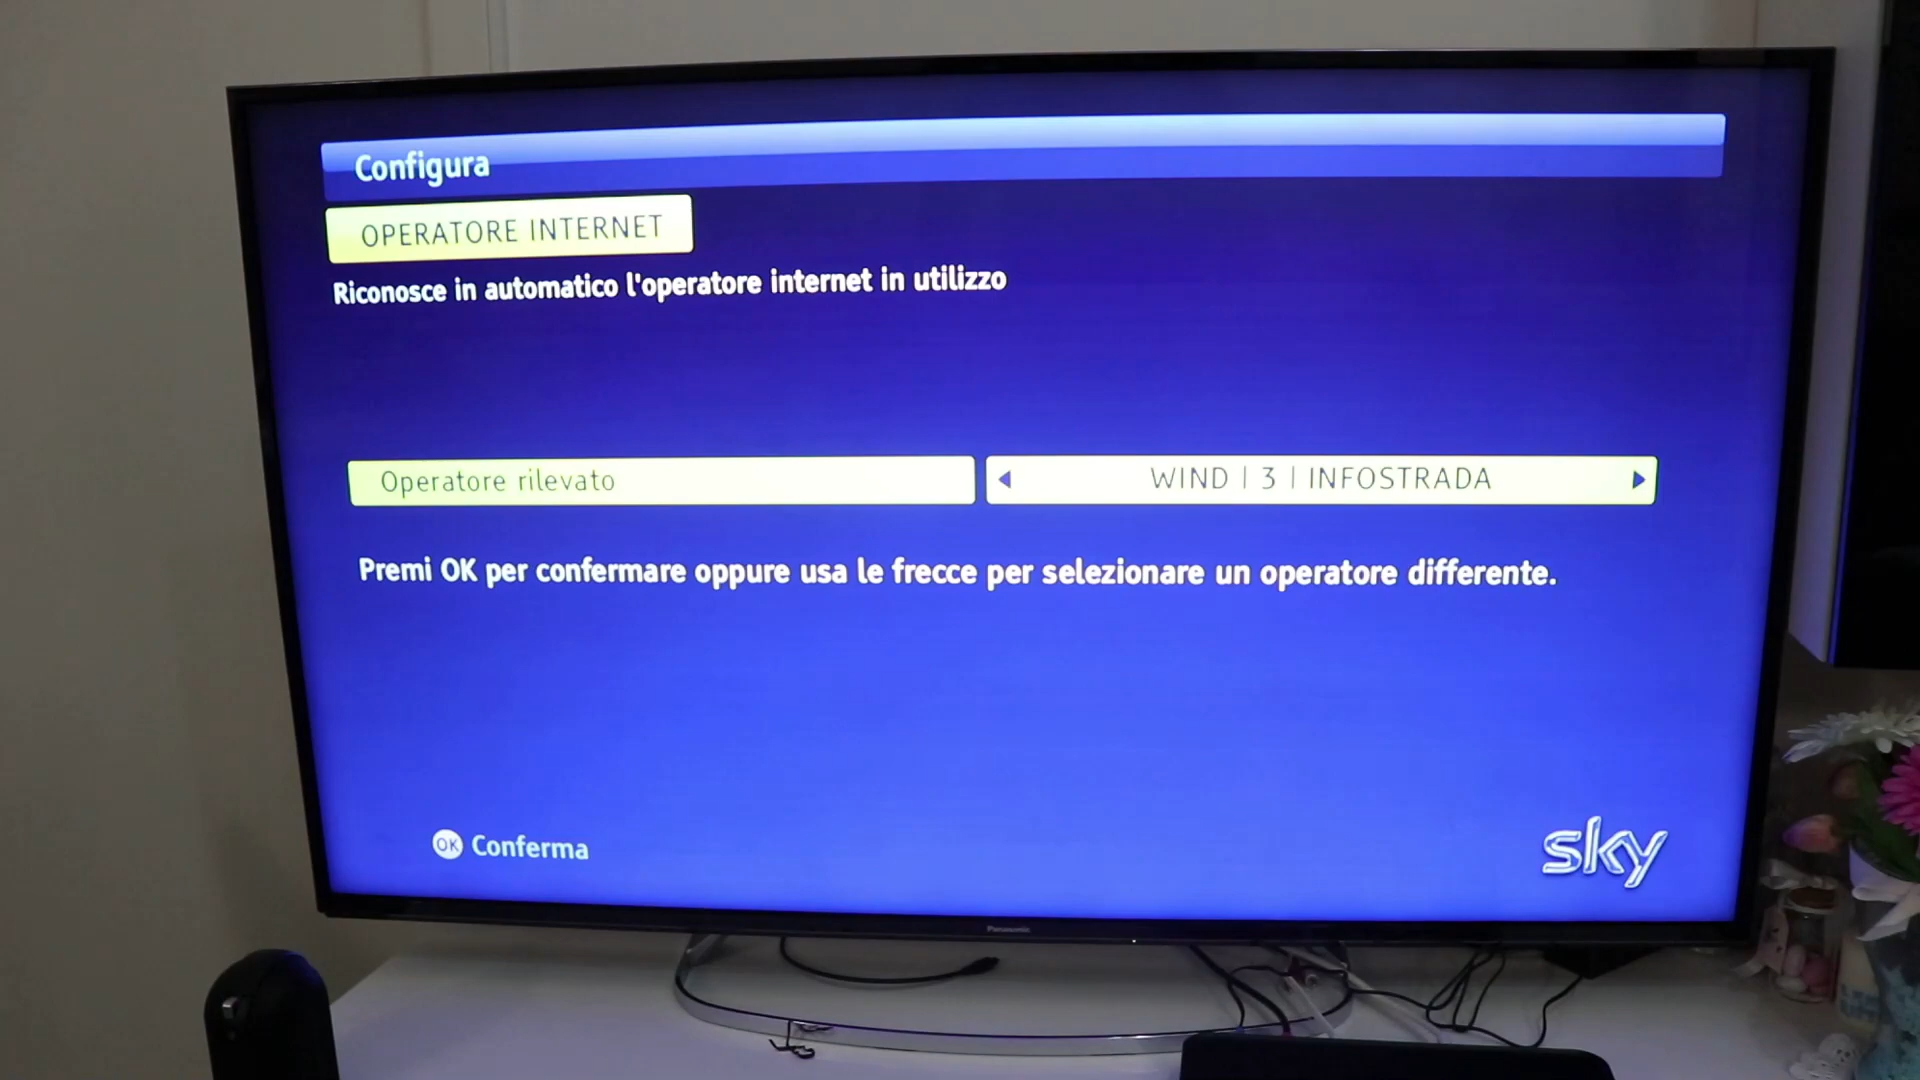 Configura
OPERATORE INTERNET
Riconosce in automatico l'operatore internet in utilizzo
Operatore rilevato
WIND | 3 | INFOSTRADA
Premi OK per confermare oppure usa le frecce per selezionare un operatore differente.
OK Conferma
sky
Panasonic